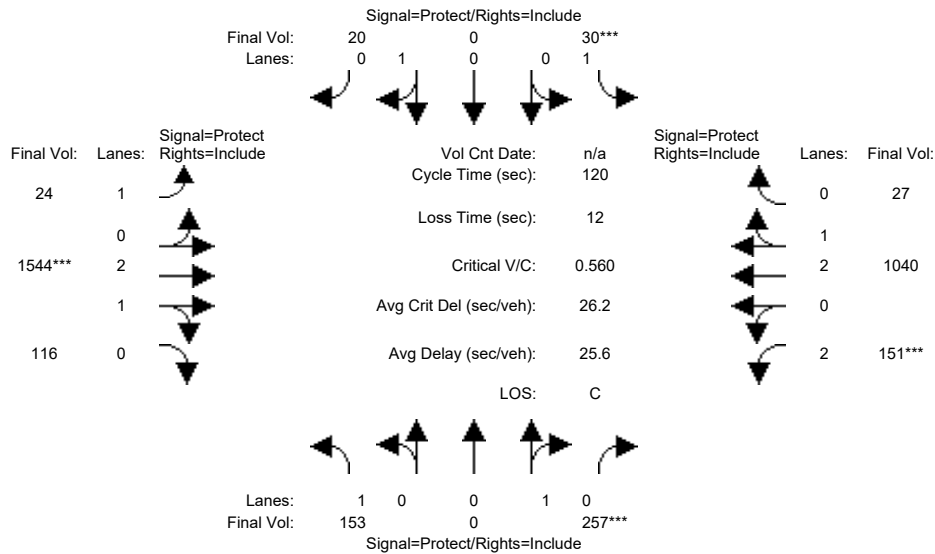 Signal=Protect/Rights=Include
Final Vol: 20 0 30***
Lanes: 0 1 0 0 1
Signal=Protect
Final Vol: Lanes: Rights=Include
Vol Cnt Date: n/a
Signal=Protect
Rights=Include Lanes: Final Vol:
Cycle Time (sec): 120
24 1
0 27
Loss Time (sec): 12
0
1
1544*** 2
Critical V/C: 0.560
2 1040
1
Avg Crit Del (sec/veh): 26.2
0
116 0
Avg Delay (sec/veh): 25.6
2 151***
LOS: C
Lanes: 1 0 0 1 0
Final Vol: 153 0 257***
Signal=Protect/Rights=Include